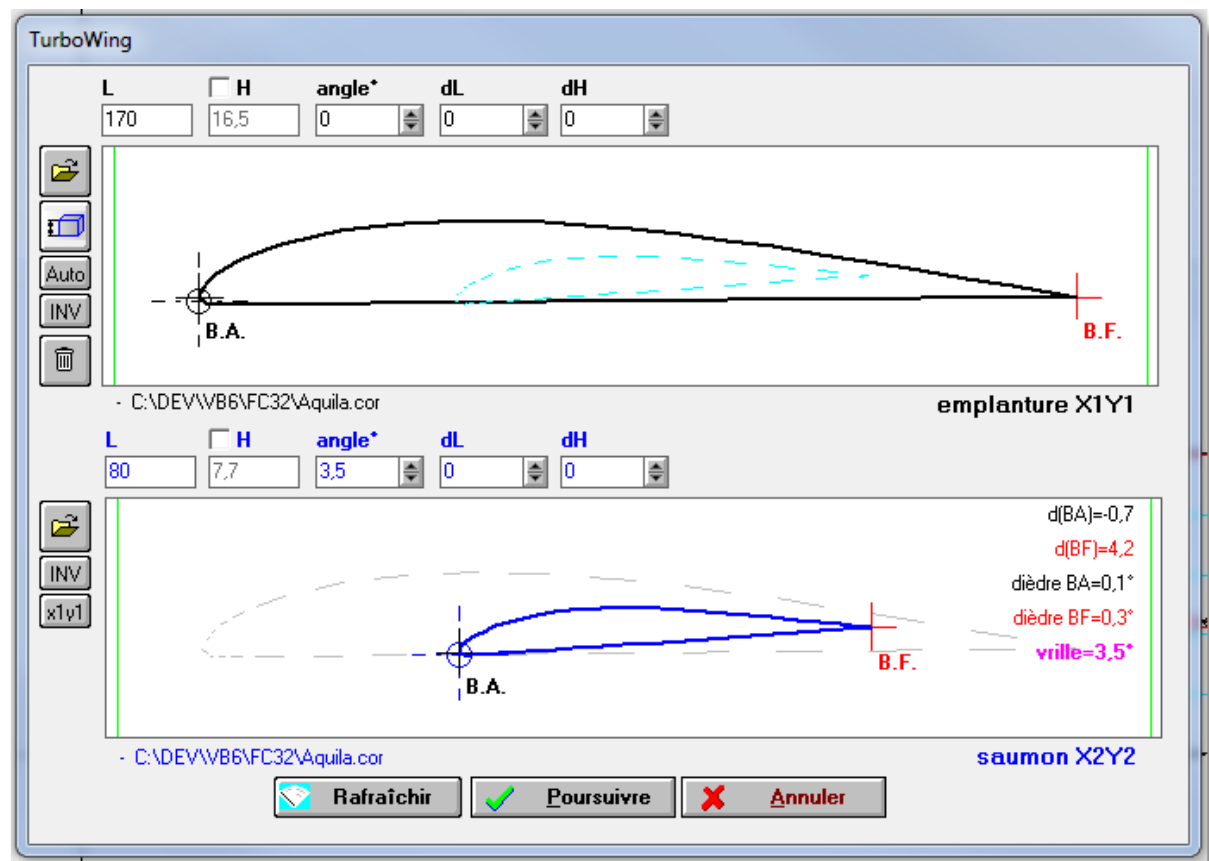 TurboWing
L H angle* dL dH
170 16,5 0 0 0
Auto
INV
B.A.
B.F.
- C:\DEV\VB6\FC32\Aquila.cor
emplanture X1Y1
L H angle* dL dH
80 7,7 3,5 0 0
INV
x1y1
d(BA)=-0,7
d(BF)=4,2
dièdre BA=0,1°
dièdre BF=0,3°
vrille=3,5°
B.F.
B.A.
- C:\DEV\VB6\FC32\Aquila.cor
saumon X2Y2
Rafraîchir Poursuivre Annuler